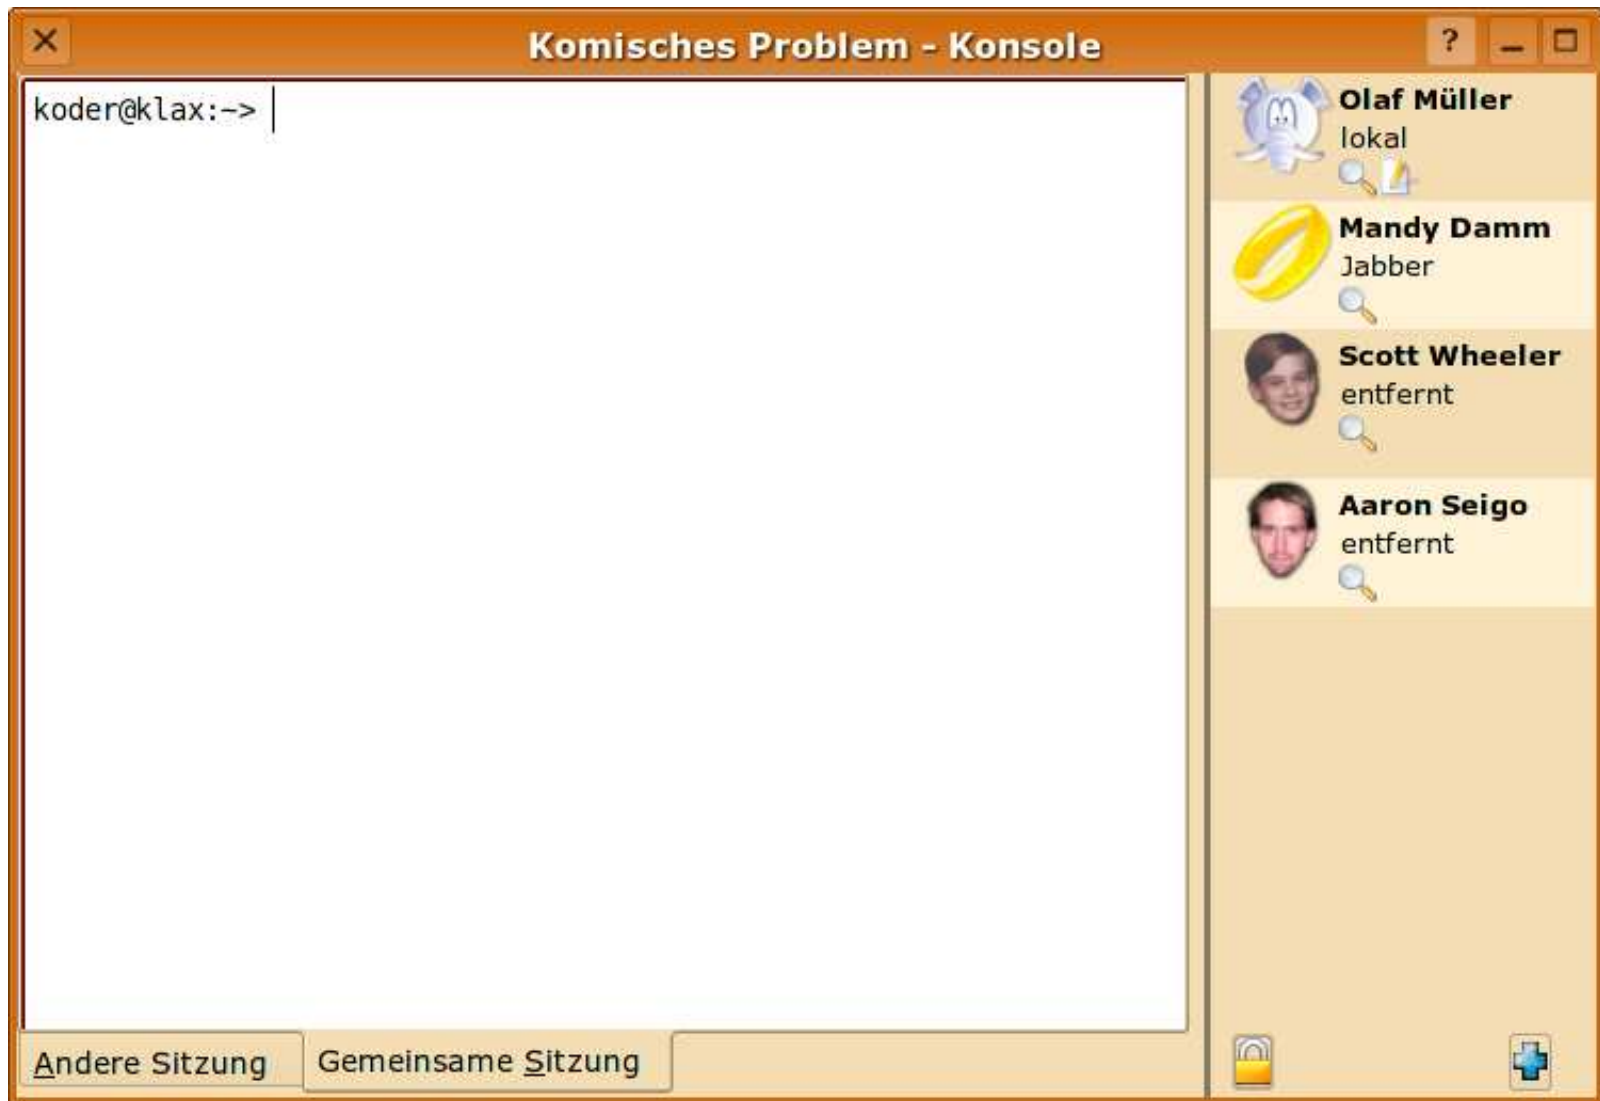 Komisches Problem - Konsole
?
koder@klax:~>
Olaf Müller
lokal
Mandy Damm
Jabber
Scott Wheeler
entfernt
Aaron Seigo
entfernt
Andere Sitzung
Gemeinsame Sitzung